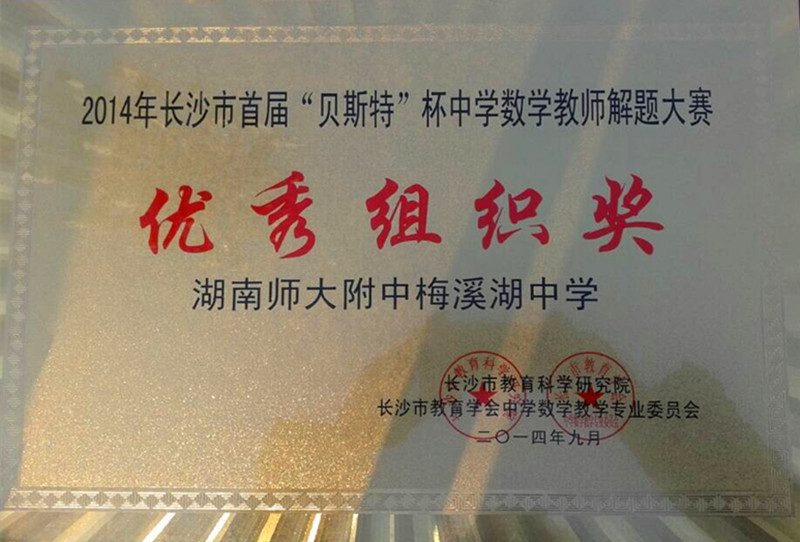 2014年长沙市首届“贝斯特”杯中学数学教师解题大赛
优秀组织奖
湖南师大附中梅溪湖中学
长沙市教育科学研究院
长沙市教育学会中学数学教学专业委员会
二〇一四年九月